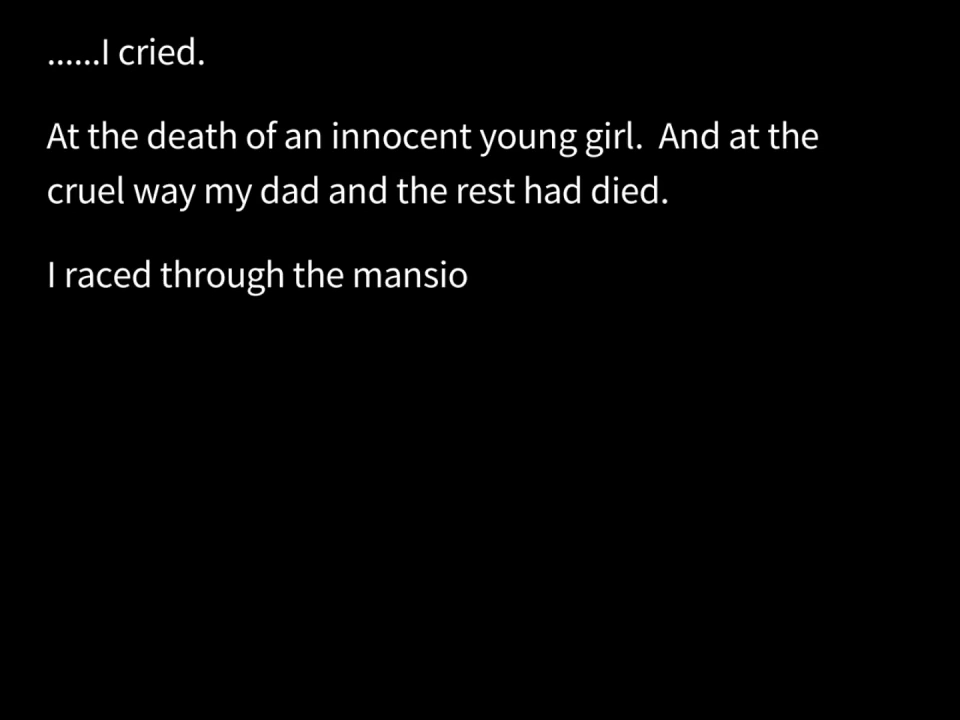 ......I cried.
At the death of an innocent young girl.  And at the
cruel way my dad and the rest had died.
I raced through the mansio